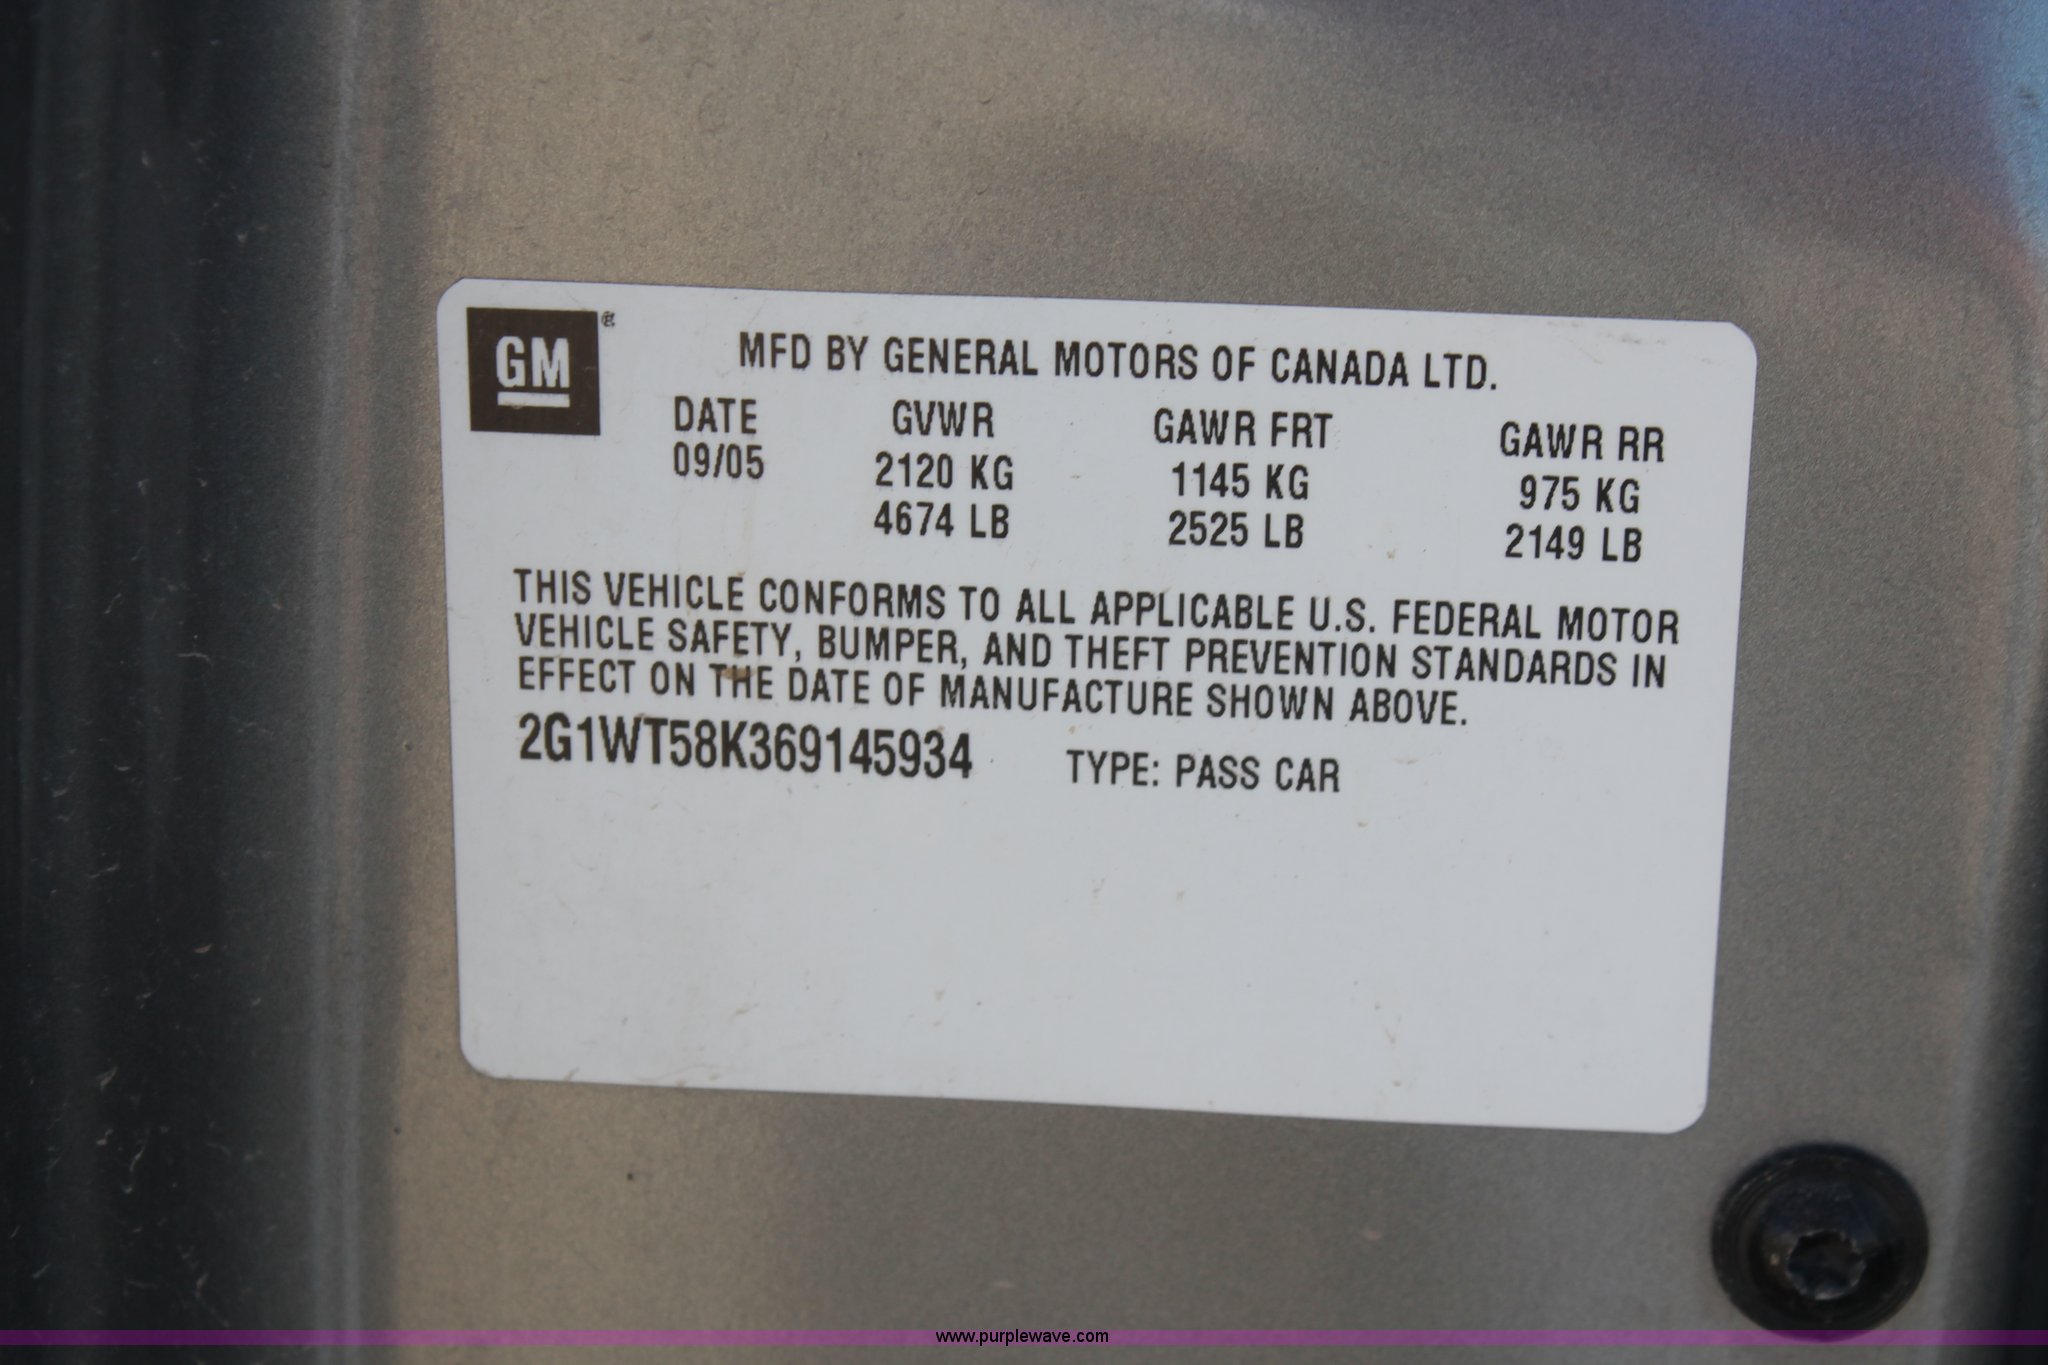 GM®
MFD BY GENERAL MOTORS OF CANADA LTD.
DATE GVWR GAWR FRT GAWR RR
09/05 2120 KG 1145 KG 975 KG
4674 LB 2525 LB 2149 LB
THIS VEHICLE CONFORMS TO ALL APPLICABLE U.S. FEDERAL MOTOR
VEHICLE SAFETY, BUMPER, AND THEFT PREVENTION STANDARDS IN
EFFECT ON THE DATE OF MANUFACTURE SHOWN ABOVE.
2G1WT58K369145934 TYPE: PASS CAR
www.purplewave.com